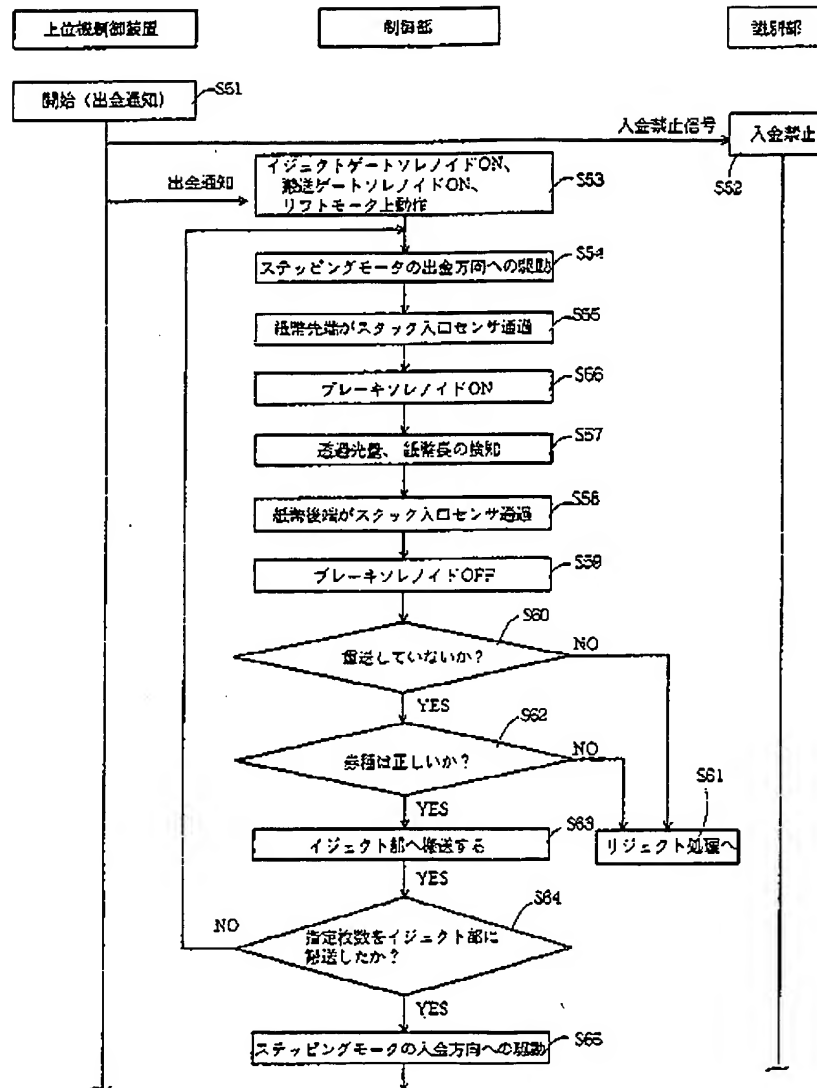 上位機制御装置
制御部
識別部
開始（出金通知）
S51
入金禁止信号
入金禁止
S52
出金通知
イジェクトゲートソレノイドON、
搬送ゲートソレノイドON、
リフトモータ上動作
S53
ステッピングモータの出金方向への駆動
S54
紙幣先端がスタック入口センサ通過
S55
ブレーキソレノイドON
S56
透過光量、紙幣長の検知
S57
紙幣後端がスタック入口センサ通過
S58
ブレーキソレノイドOFF
S59
重送していないか？
S60
NO
YES
券種は正しいか？
S62
NO
YES
S61
リジェクト処理へ
イジェクト部へ搬送する
S63
YES
指定枚数をイジェクト部に
搬送したか？
S64
NO
YES
ステッピングモータの入金方向への駆動
S65